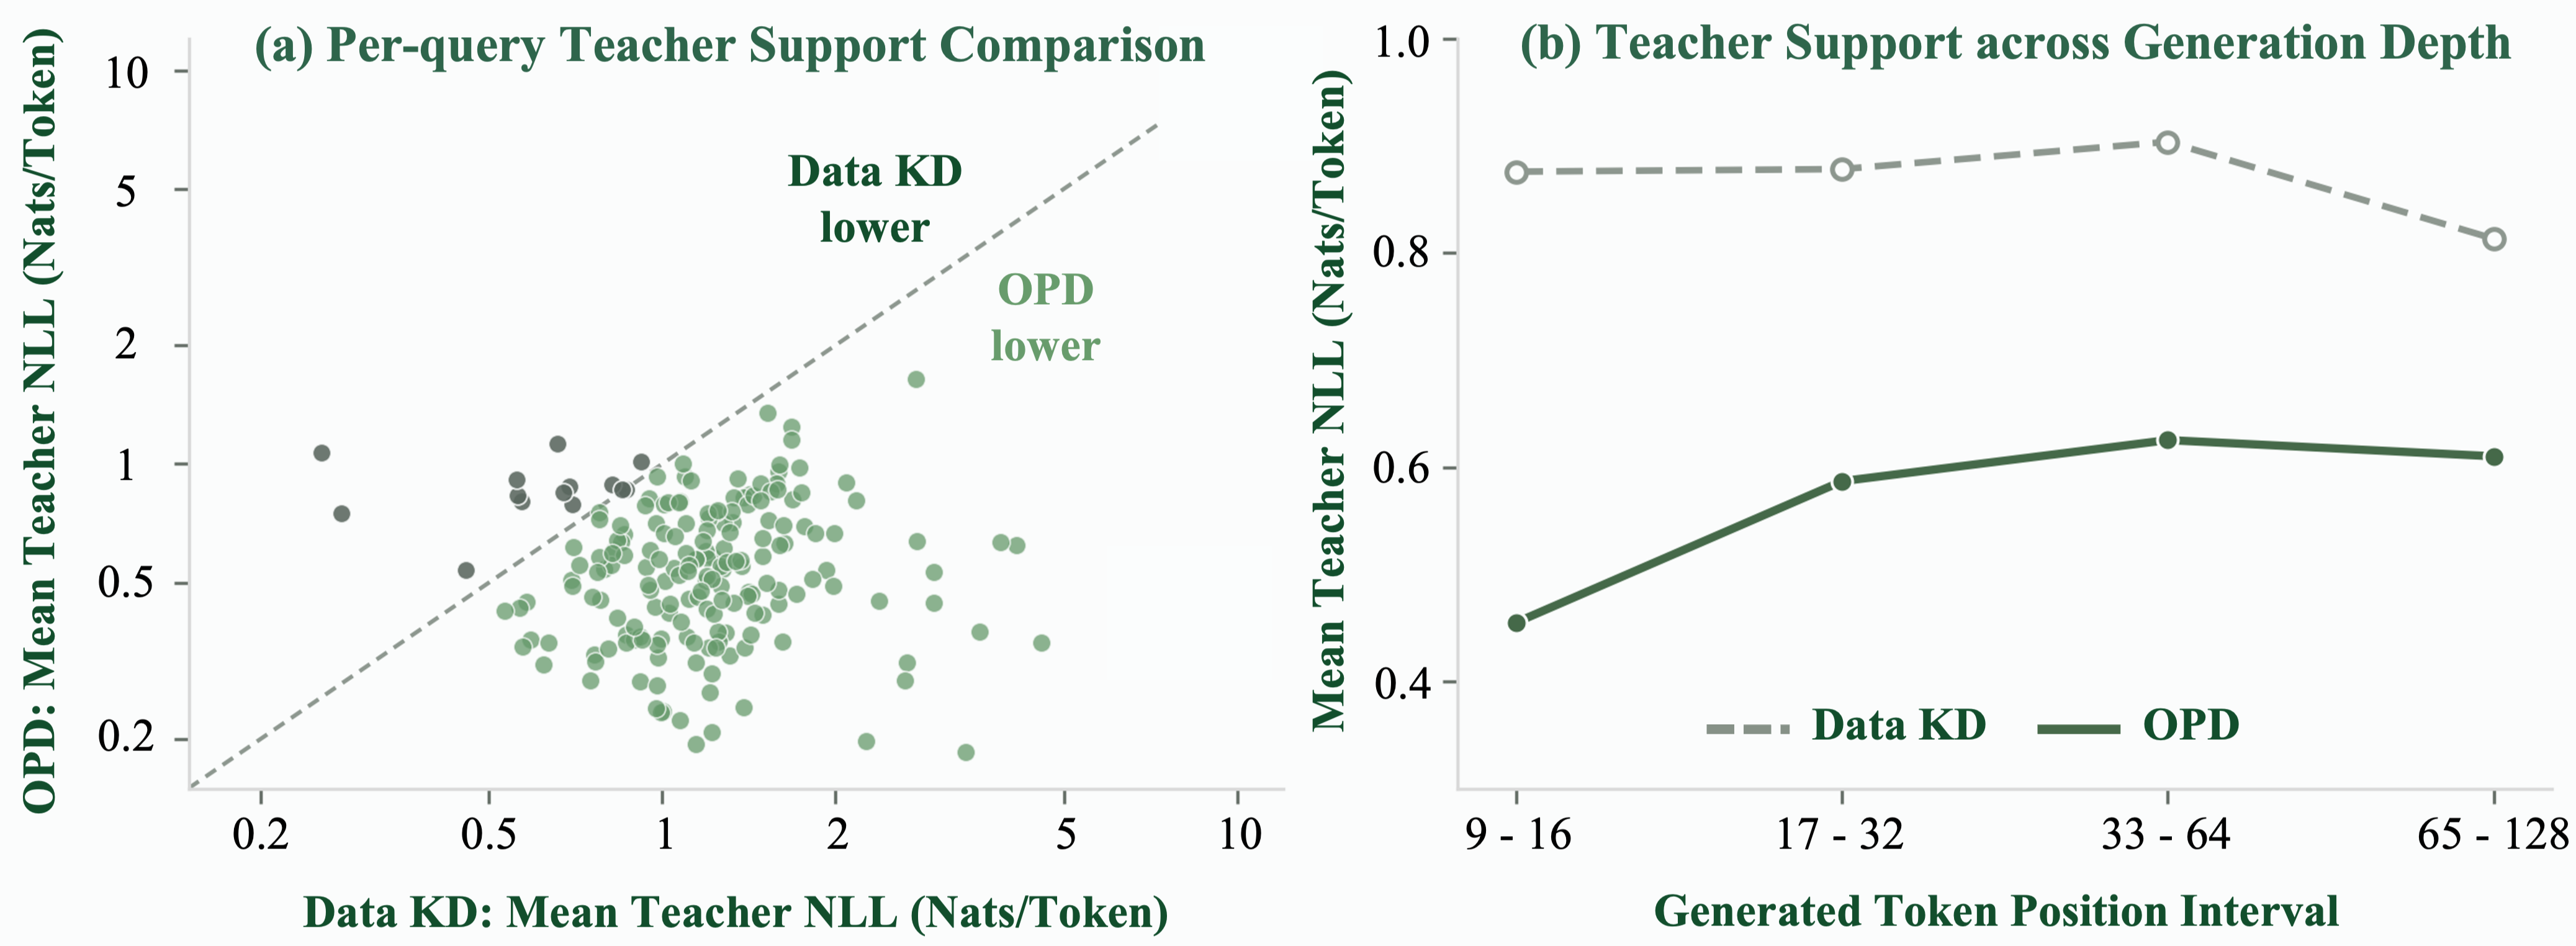 (a) Per-query Teacher Support Comparison
OPD: Mean Teacher NLL (Nats/Token)
10
5
2
1
0.5
0.2
Data KD
lower
OPD
lower
0.2
0.5
1
2
5
10
Data KD: Mean Teacher NLL (Nats/Token)
(b) Teacher Support across Generation Depth
Mean Teacher NLL (Nats/Token)
1.0
0.8
0.6
0.4
Data KD
OPD
9 - 16
17 - 32
33 - 64
65 - 128
Generated Token Position Interval